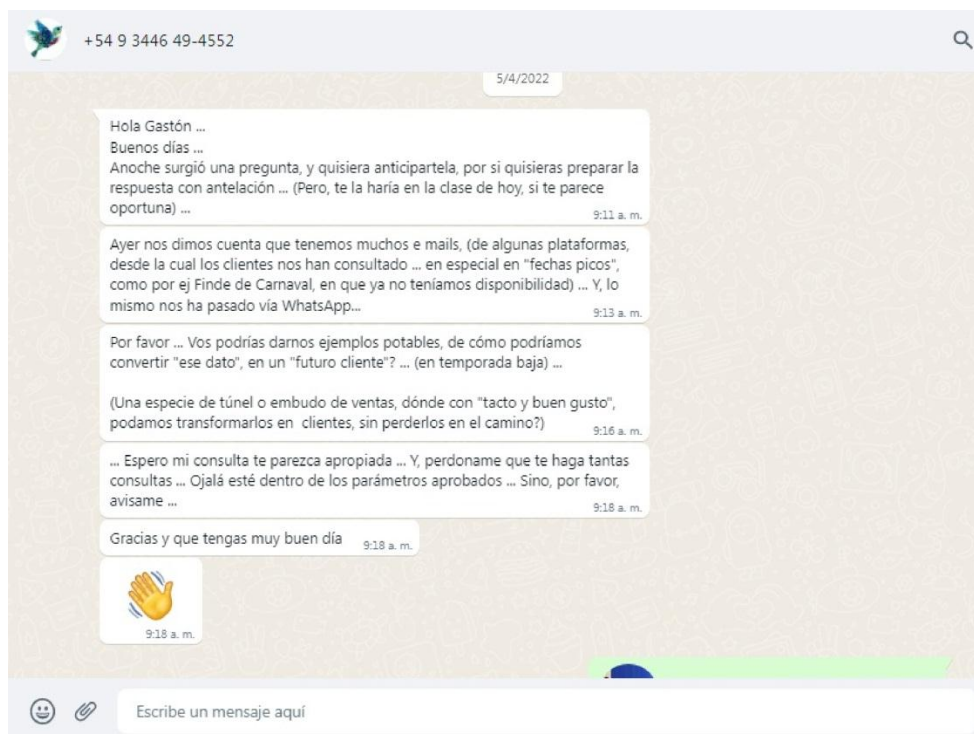 +54 9 3446 49-4552
5/4/2022
Hola Gastón ...
Buenos días ...
Anoche surgió una pregunta, y quisiera anticipartela, por si quisieras preparar la
respuesta con antelación ... (Pero, te la haría en la clase de hoy, si te parece
oportuna) ...
9:11 a. m.
Ayer nos dimos cuenta que tenemos muchos e mails, (de algunas plataformas,
desde la cual los clientes nos han consultado ... en especial en "fechas picos",
como por ej Finde de Carnaval, en que ya no teníamos disponibilidad) ... Y, lo
mismo nos ha pasado vía WhatsApp...
9:13 a. m.
Por favor ... Vos podrías darnos ejemplos potables, de cómo podríamos
convertir "ese dato", en un "futuro cliente"? ... (en temporada baja) ...
(Una especie de túnel o embudo de ventas, dónde con "tacto y buen gusto",
podamos transformarlos en clientes, sin perderlos en el camino?)
9:16 a. m.
... Espero mi consulta te parezca apropiada ... Y, perdoname que te haga tantas
consultas ... Ojalá esté dentro de los parámetros aprobados ... Sino, por favor,
avisame ...
9:18 a. m.
Gracias y que tengas muy buen día
9:18 a. m.
9:18 a. m.
Escribe un mensaje aquí